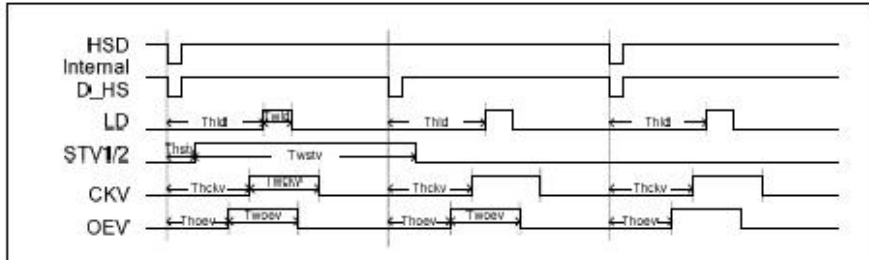 HSD
Internal
D_HS
LD Thld Twld Thld Thld
STV1/2 Thstv Twstv
CKV Thckv Twckv Thckv Thckv
OEV Thoev Twoev Thoev Twoev Thoev